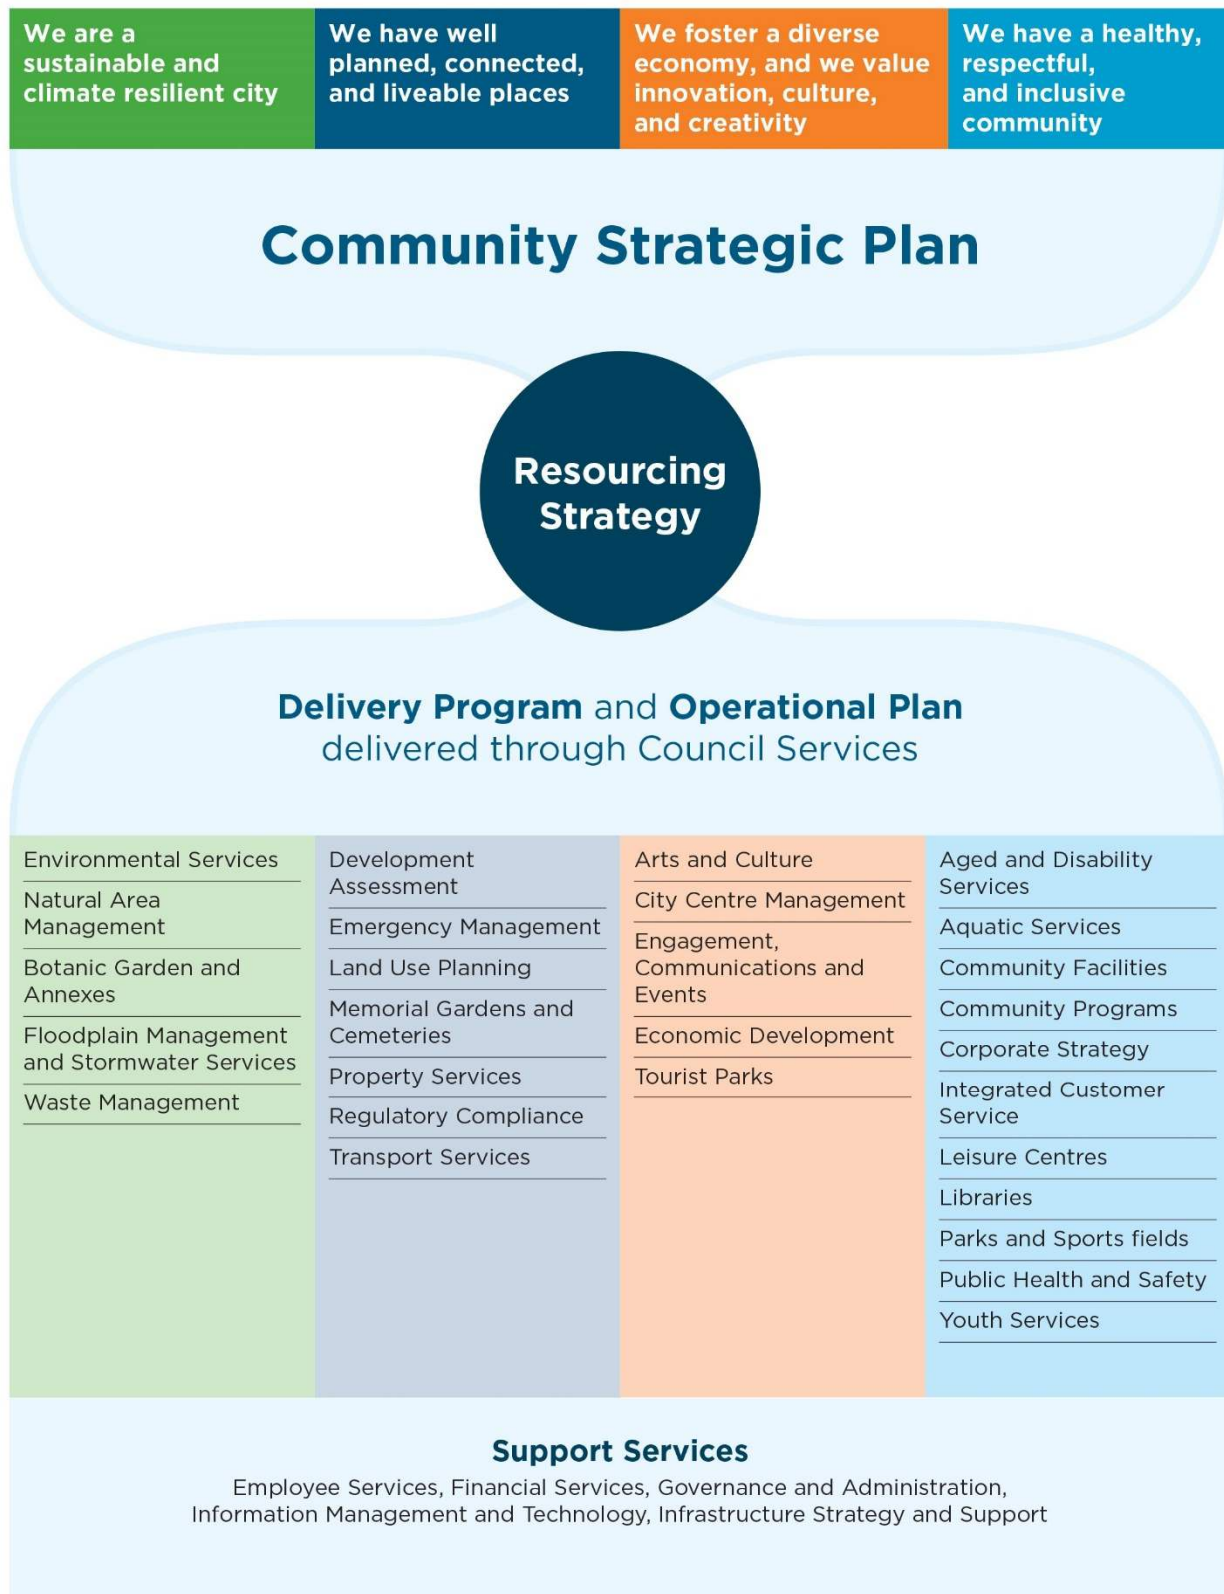 We are a
sustainable and
climate resilient city
We have well
planned, connected,
and liveable places
We foster a diverse
economy, and we value
innovation, culture,
and creativity
We have a healthy,
respectful,
and inclusive
community
Community Strategic Plan
Resourcing
Strategy
Delivery Program and Operational Plan
delivered through Council Services
Environmental Services
Natural Area
Management
Botanic Garden and
Annexes
Floodplain Management
and Stormwater Services
Waste Management
Development
Assessment
Emergency Management
Land Use Planning
Memorial Gardens and
Cemeteries
Property Services
Regulatory Compliance
Transport Services
Arts and Culture
City Centre Management
Engagement,
Communications and
Events
Economic Development
Tourist Parks
Aged and Disability
Services
Aquatic Services
Community Facilities
Community Programs
Corporate Strategy
Integrated Customer
Service
Leisure Centres
Libraries
Parks and Sports fields
Public Health and Safety
Youth Services
Support Services
Employee Services, Financial Services, Governance and Administration,
Information Management and Technology, Infrastructure Strategy and Support